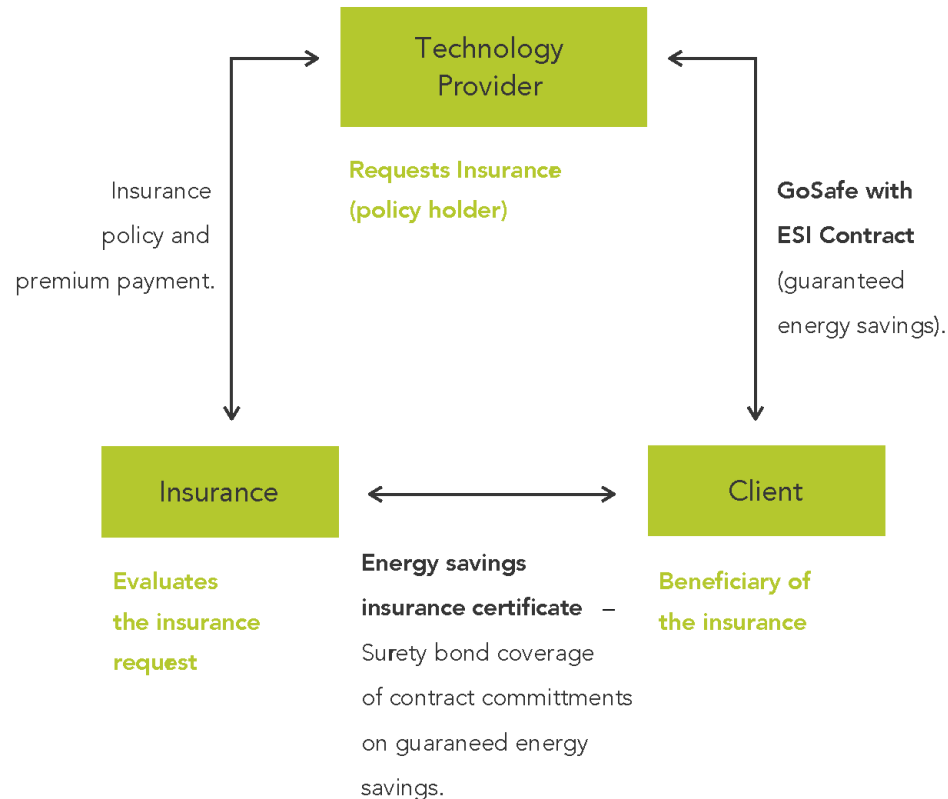 Technology
Provider
Requests Insurance
(policy holder)
Insurance
policy and
premium payment.
GoSafe with
ESI Contract
(guaranteed
energy savings).
Insurance
Evaluates
the insurance
request
Energy savings
insurance certificate –
Surety bond coverage
of contract committments
on guaraneed energy
savings.
Client
Beneficiary of
the insurance